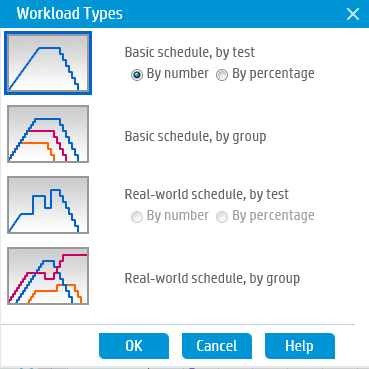 Workload Types
Basic schedule, by test
By number By percentage
Basic schedule, by group
Real-world schedule, by test
By number By percentage
Real-world schedule, by group
OK Cancel Help